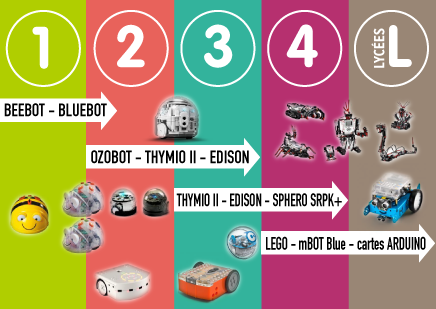 1 2 3 4 LYCÉES L
BEEBOT - BLUEBOT
OZOBOT - THYMIO II - EDISON
THYMIO II - EDISON - SPHERO SRPK+
LEGO - mBOT Blue - cartes ARDUINO